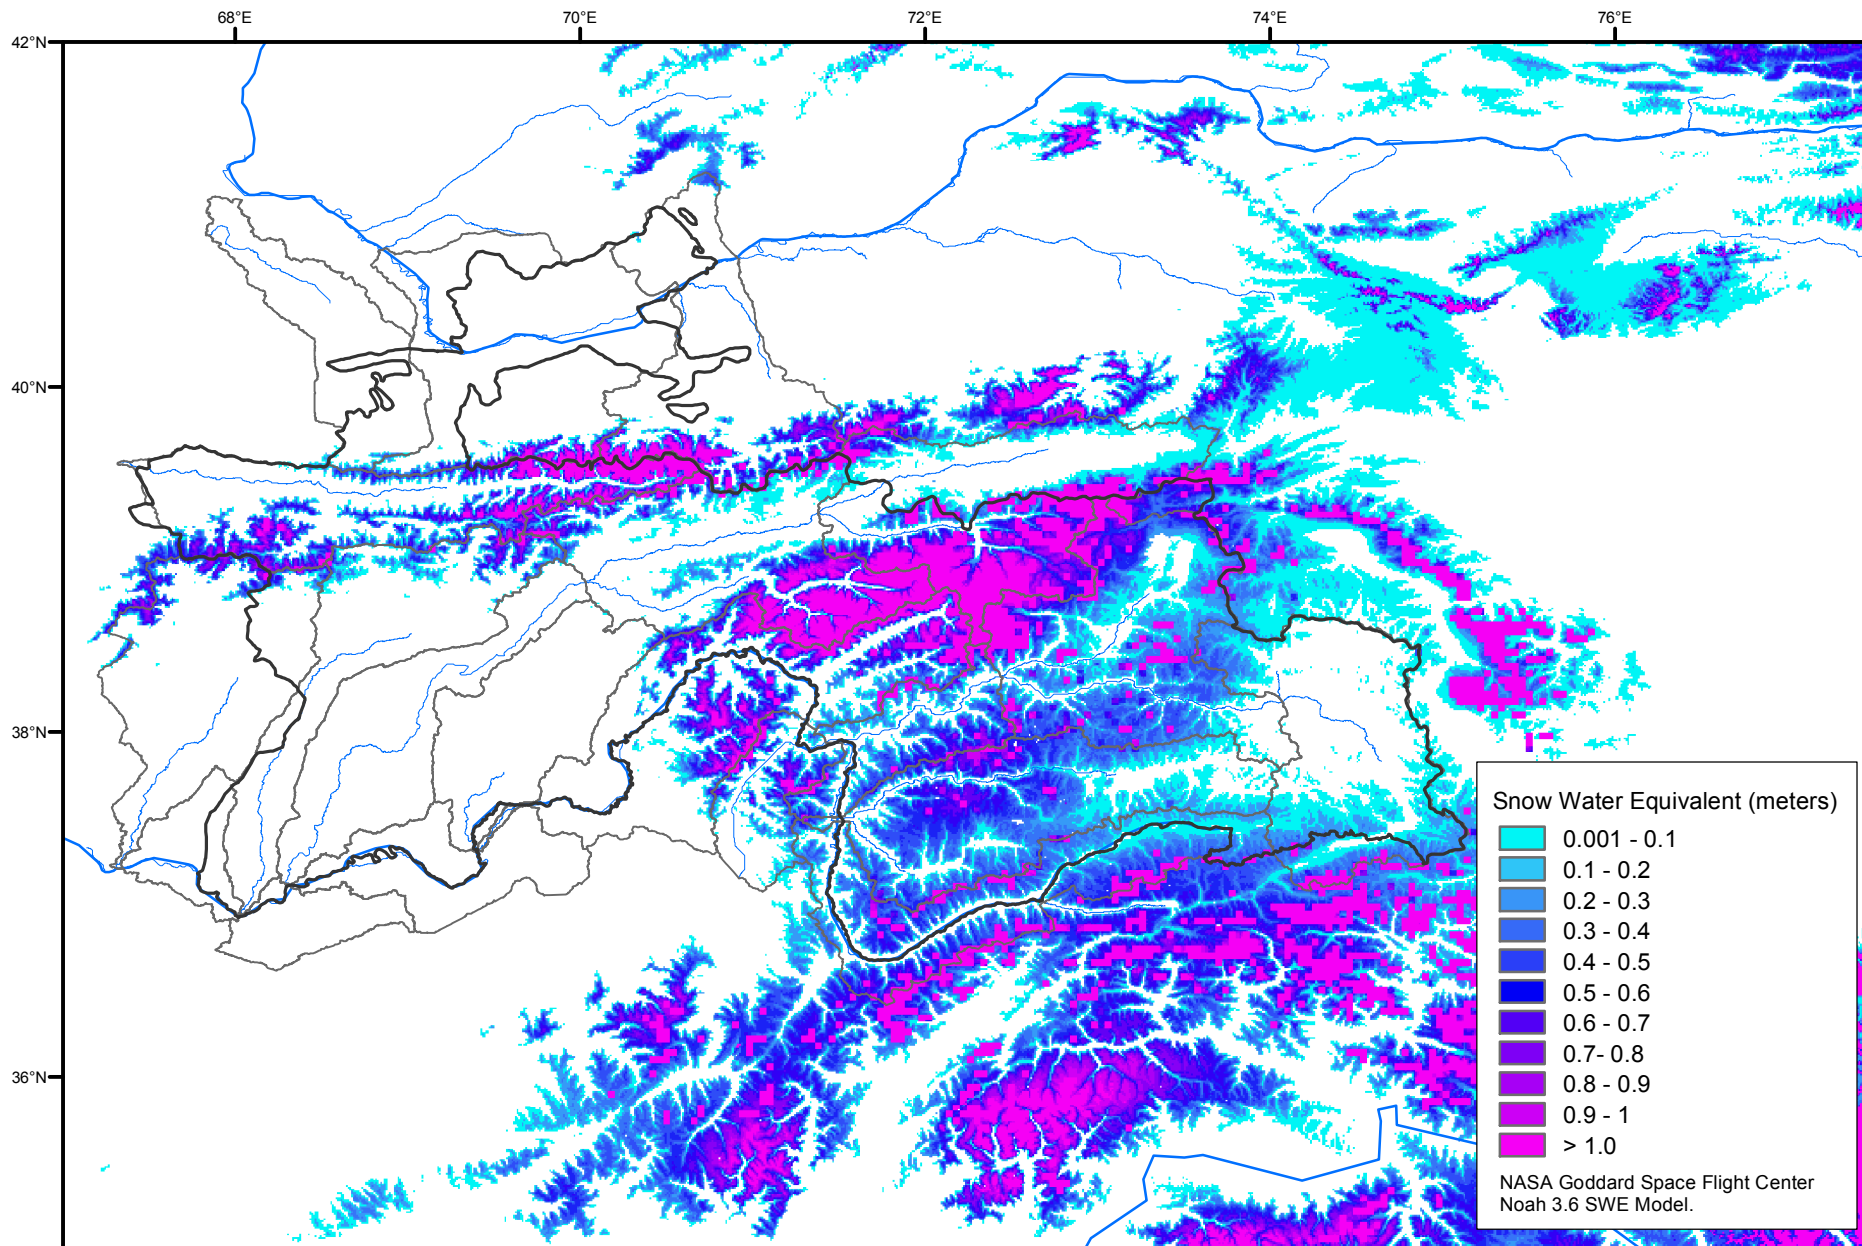 68°E
70°E
72°E
74°E
76°E
42°N
40°N
38°N
36°N
Snow Water Equivalent (meters)
0.001 - 0.1
0.1 - 0.2
0.2 - 0.3
0.3 - 0.4
0.4 - 0.5
0.5 - 0.6
0.6 - 0.7
0.7- 0.8
0.8 - 0.9
0.9 - 1
> 1.0
NASA Goddard Space Flight Center
Noah 3.6 SWE Model.